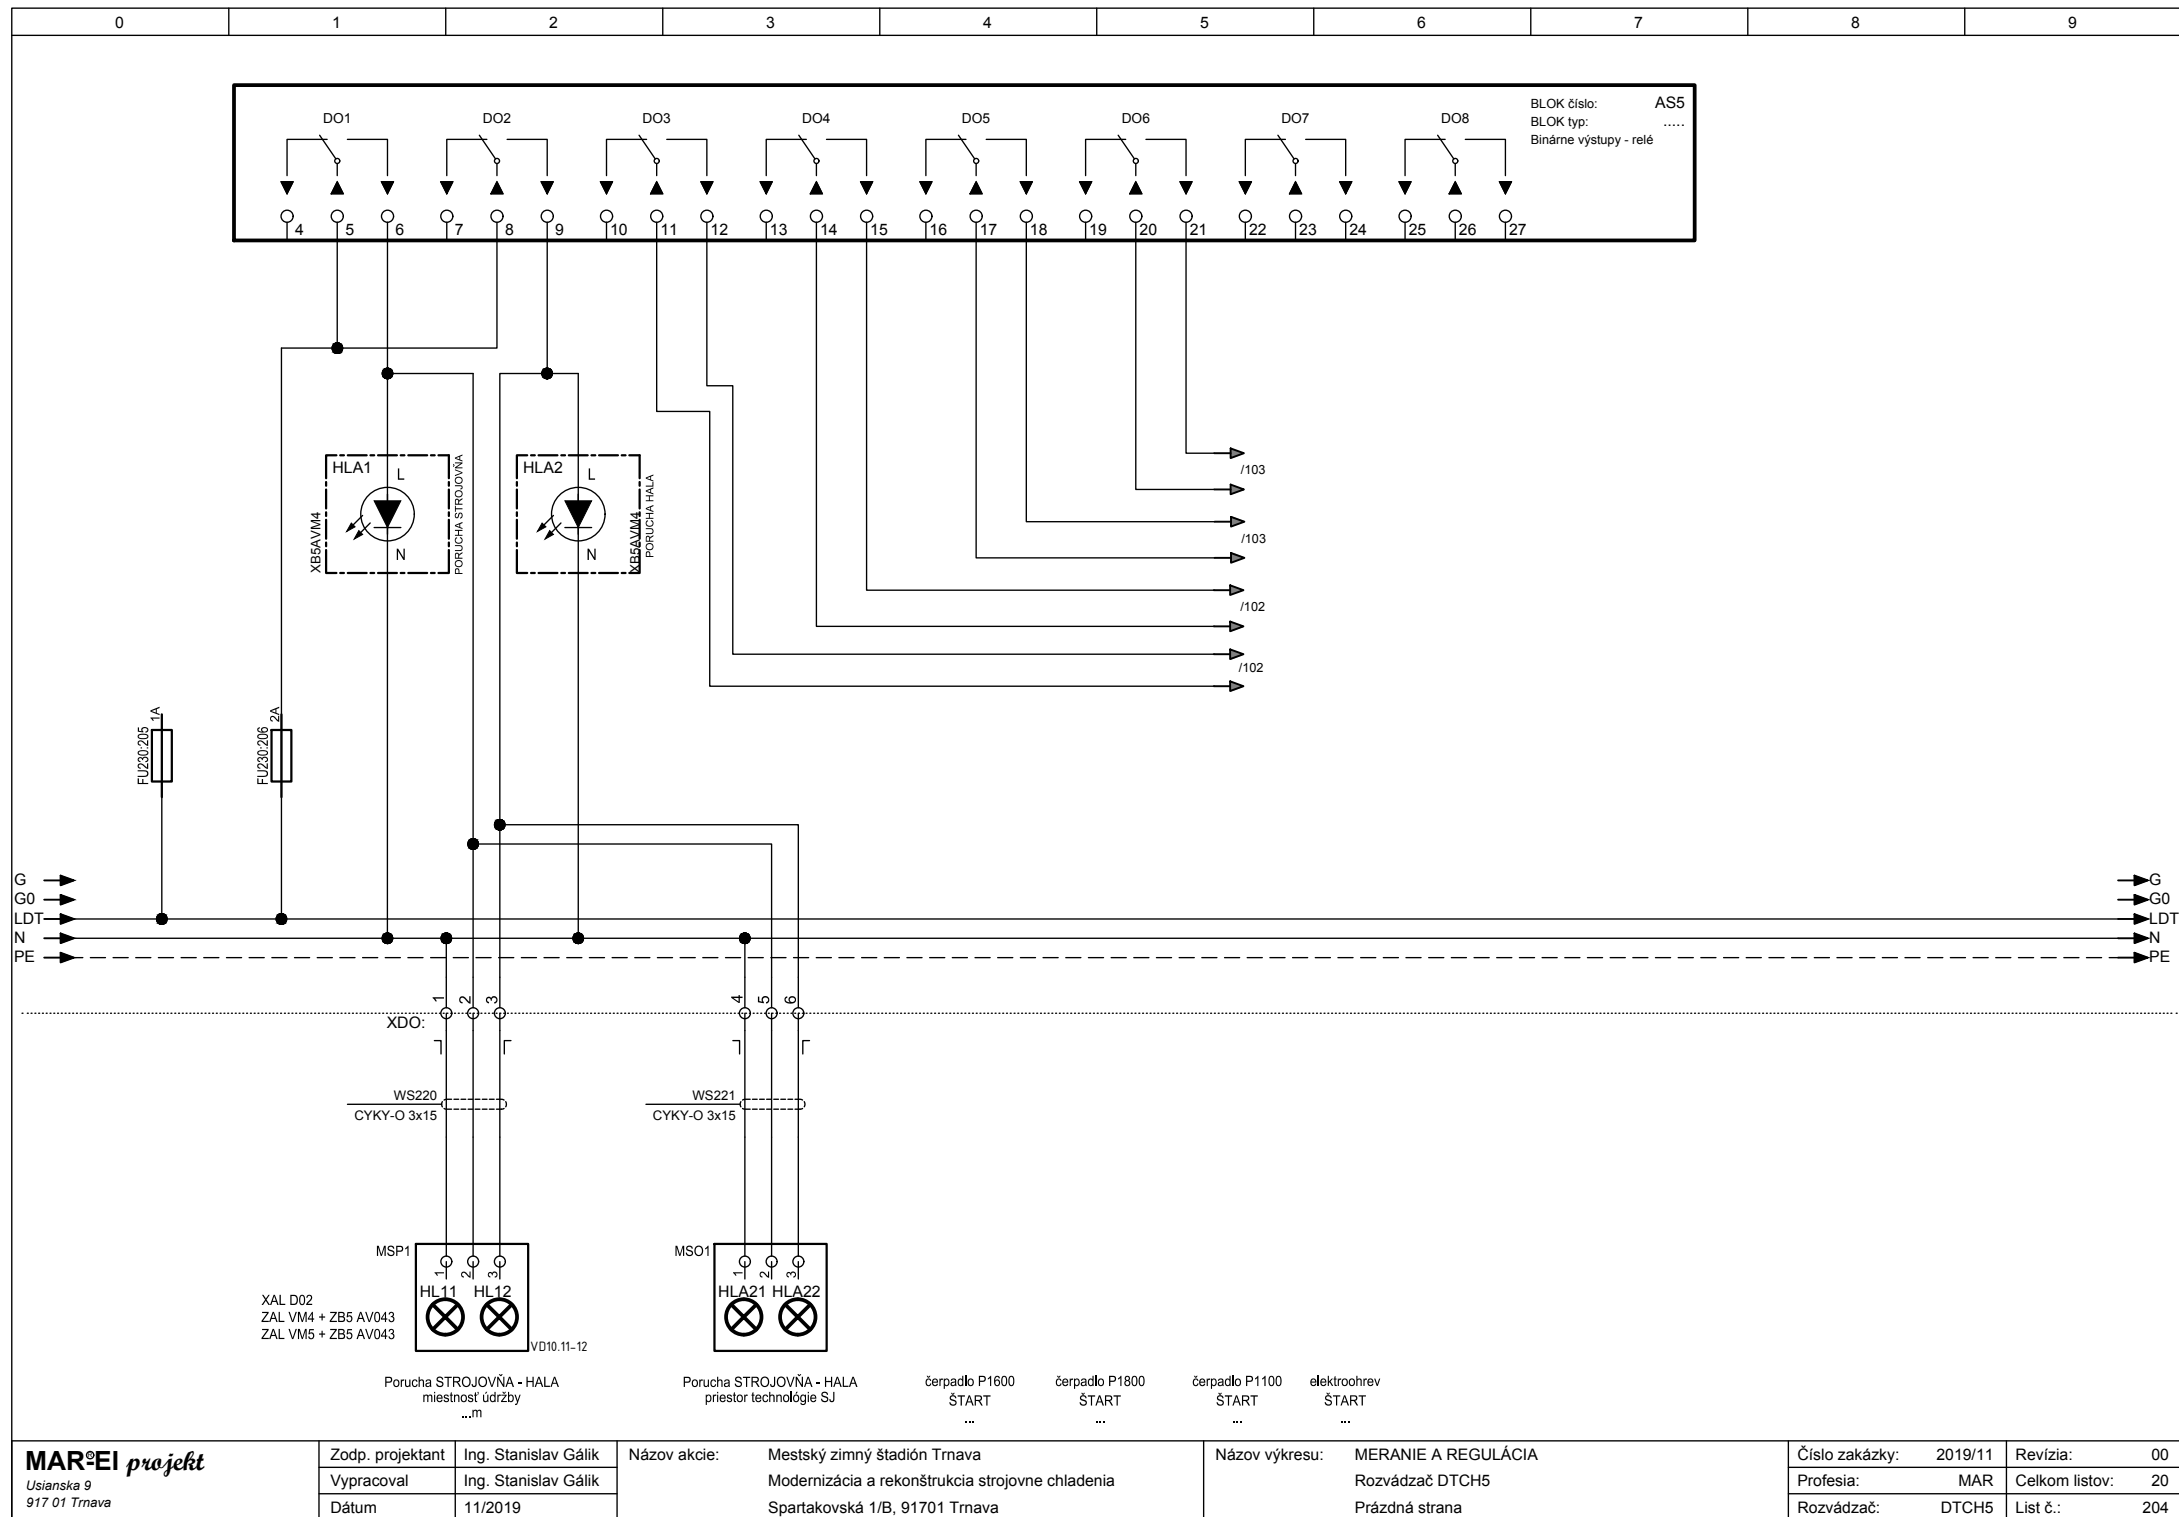 0 1 2 3 4 5 6 7 8 9
BLOK číslo: AS5
BLOK typ: .....
Binárne výstupy - relé
DO1 DO2 DO3 DO4 DO5 DO6 DO7 DO8
4 5 6 7 8 9 10 11 12 13 14 15 16 17 18 19 20 21 22 23 24 25 26 27
HLA1 L N
XB5AVM4
PORUCHA STROJOVŇA
HLA2 L N
XB5AVM4
PORUCHA HALA
/103
/103
/102
/102
FU230:205 1A
FU230:206 2A
G G
G0 G0
LDT LDT
N N
PE PE
XDO: 1 2 3 4 5 6
WS220
CYKY-O 3x15
WS221
CYKY-O 3x15
MSP1 1 2 3
HL11 HL12
MSO1 1 2 3
HLA21 HLA22
XAL D02
ZAL VM4 + ZB5 AV043
ZAL VM5 + ZB5 AV043
VD10.11-12
Porucha STROJOVŇA - HALA
miestnosť údržby
...m
Porucha STROJOVŇA - HALA
priestor technológie SJ
čerpadlo P1600
ŠTART
...
čerpadlo P1800
ŠTART
...
čerpadlo P1100
ŠTART
...
elektroohrev
ŠTART
...
MAR-EI projekt
Usianska 9
917 01 Trnava
Zodp. projektant Ing. Stanislav Gálik
Vypracoval Ing. Stanislav Gálik
Dátum 11/2019
Názov akcie: Mestský zimný štadión Trnava
Modernizácia a rekonštrukcia strojovne chladenia
Spartakovská 1/B, 91701 Trnava
Názov výkresu: MERANIE A REGULÁCIA
Rozvádzač DTCH5
Prázdná strana
Číslo zakázky: 2019/11 Revízia: 00
Profesia: MAR Celkom listov: 20
Rozvádzač: DTCH5 List č.: 204